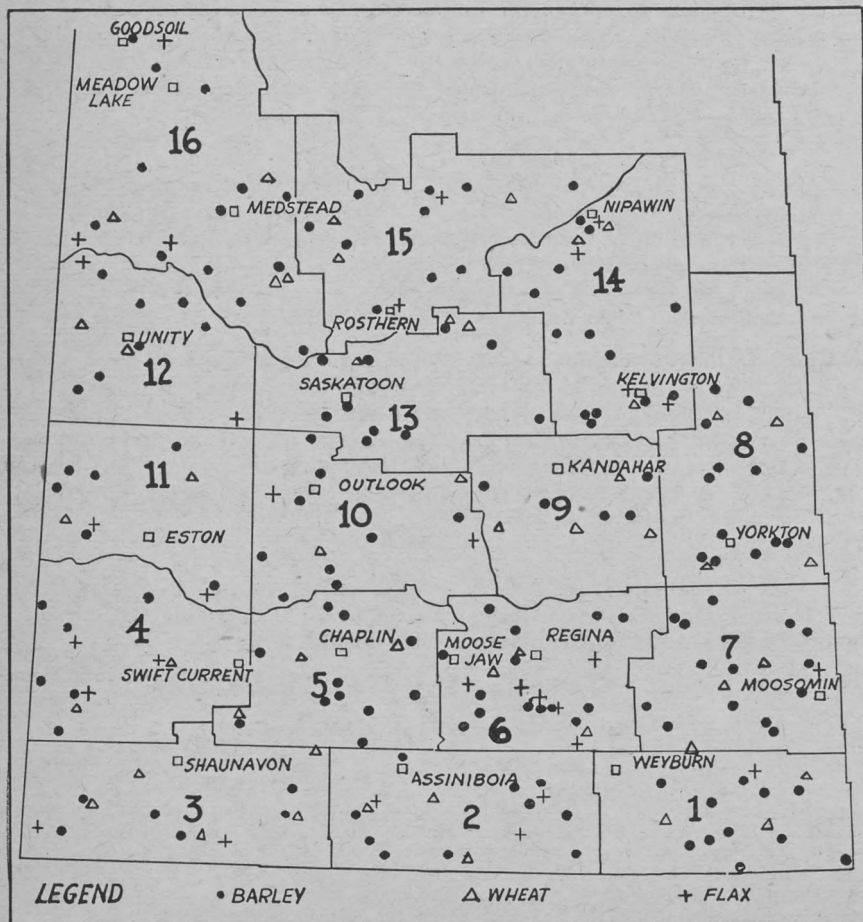 GOODSOIL
MEADOW
LAKE
16
MEDSTEAD
NIPAWIN
15
14
ROSTHERN
UNITY
12
SASKATOON
13
KELVINGTON
8
11
KANDAHAR
OUTLOOK
10
9
ESTON
YORKTON
4
CHAPLIN
MOOSE
JAW
REGINA
7
SWIFT CURRENT
5
MOOSOMIN
6
SHAUNAVON
ASSINIBOIA
WEYBURN
3
2
1
LEGEND
BARLEY
WHEAT
FLAX